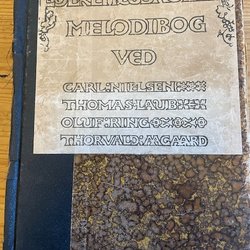 MELODIBOG
VED
CARL NIELSEN
THOMAS LAUB
OLUF RING
THORVALD AAGAARD